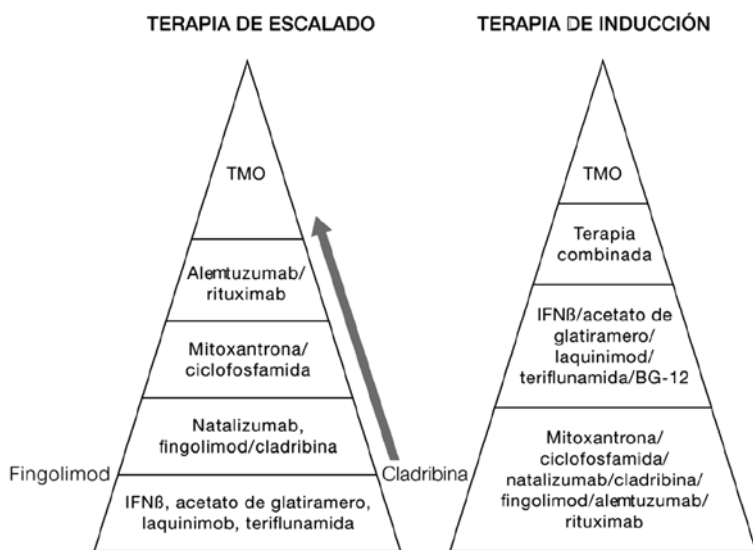 TERAPIA DE ESCALADO
TMO
Alemtuzumab/
rituximab
Mitoxantrona/
ciclofosfamida
Natalizumab,
fingolimod/cladribina
Fingolimod
Cladribina
IFNß, acetato de glatiramero,
laquinimob, teriflunamida
TERAPIA DE INDUCCIÓN
TMO
Terapia
combinada
IFNß/acetato de
glatiramero/
laquinimod/
teriflunamida/BG-12
Mitoxantrona/
ciclofosfamida/
natalizumab/cladribina/
fingolimod/alemtuzumab/
rituximab